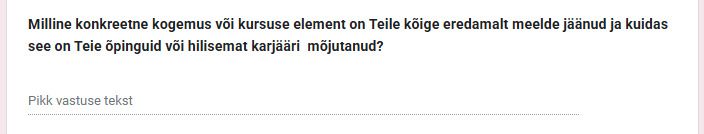 Milline konkreetne kogemus või kursuse element on Teile kõige eredamalt meelde jäänud ja kuidas
see on Teie õpinguid või hilisemat karjääri  mõjutanud?
Pikk vastuse tekst